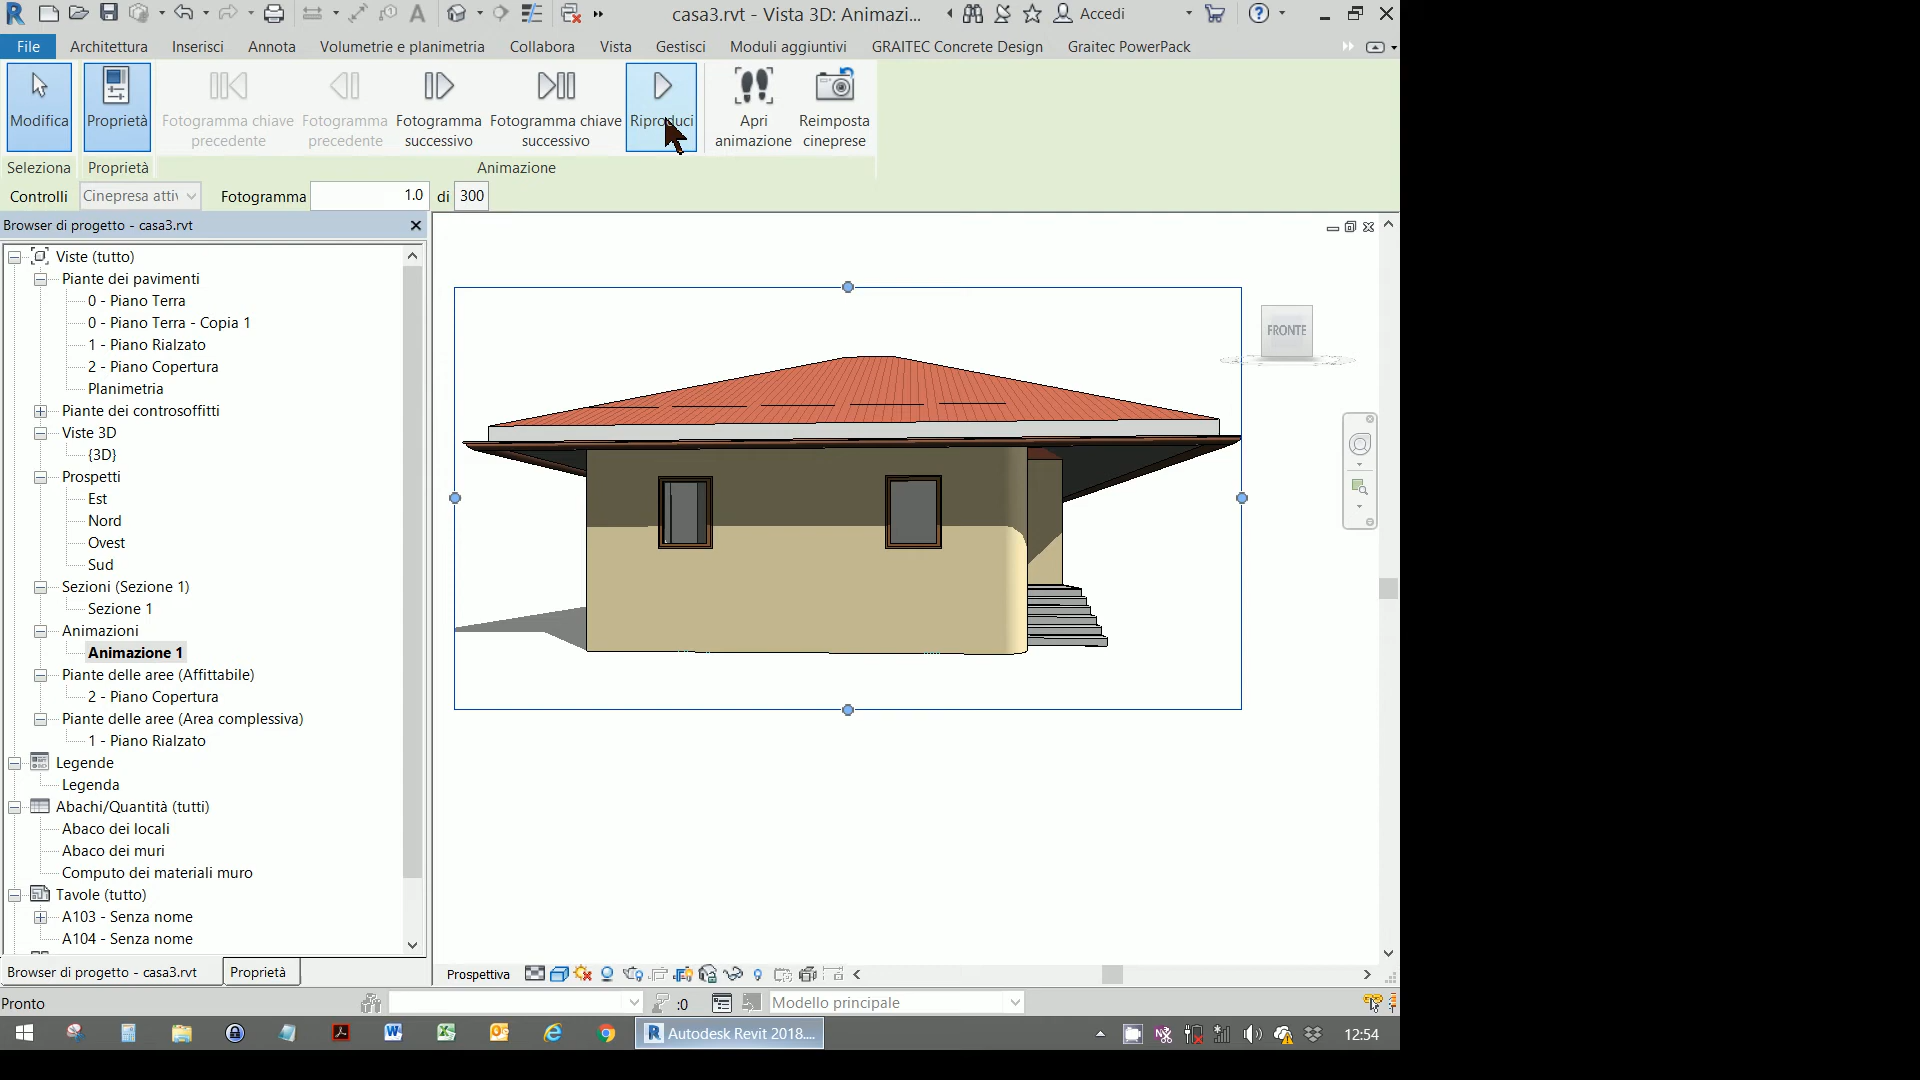 casa3.rvt - Vista 3D: Animazi...
Accedi
File
Architettura
Inserisci
Annota
Volumetrie e planimetria
Collabora
Vista
Gestisci
Moduli aggiuntivi
GRAITEC Concrete Design
Graitec PowerPack
Modifica
Proprietà
Fotogramma chiave
precedente
Fotogramma
precedente
Fotogramma
successivo
Fotogramma chiave
successivo
Riproduci
Apri
animazione
Reimposta
cineprese
Seleziona
Proprietà
Animazione
Controlli
Cinepresa attiv
Fotogramma
1.0
di
300
Browser di progetto - casa3.rvt
Viste (tutto)
Piante dei pavimenti
0 - Piano Terra
0 - Piano Terra - Copia 1
1 - Piano Rialzato
2 - Piano Copertura
Planimetria
Piante dei controsoffitti
Viste 3D
{3D}
Prospetti
Est
Nord
Ovest
Sud
Sezioni (Sezione 1)
Sezione 1
Animazioni
Animazione 1
Piante delle aree (Affittabile)
2 - Piano Copertura
Piante delle aree (Area complessiva)
1 - Piano Rialzato
Legende
Legenda
Abachi/Quantità (tutti)
Abaco dei locali
Abaco dei muri
Computo dei materiali muro
Tavole (tutto)
A103 - Senza nome
A104 - Senza nome
FRONTE
Browser di progetto - casa3.rvt
Proprietà
Prospettiva
Pronto
:0
Modello principale
Autodesk Revit 2018....
12:54